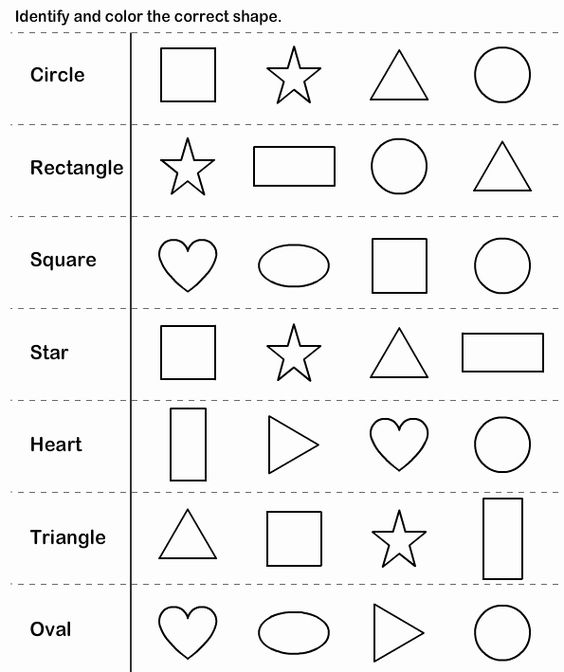 Identify and color the correct shape.
Circle
Rectangle
Square
Star
Heart
Triangle
Oval